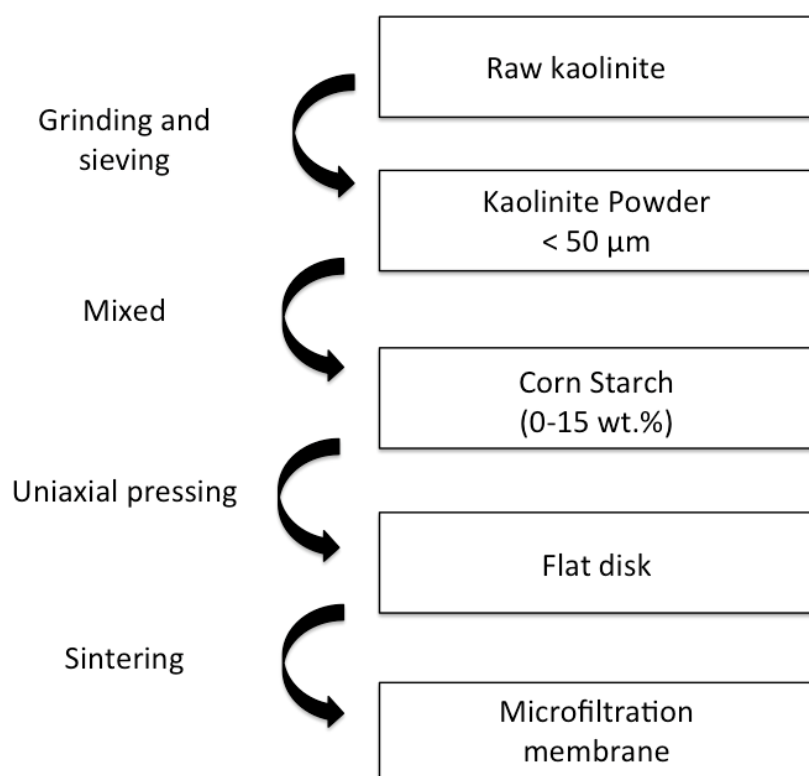 Raw kaolinite
Grinding and
sieving
Kaolinite Powder
< 50 μm
Mixed
Corn Starch
(0-15 wt.%)
Uniaxial pressing
Flat disk
Sintering
Microfiltration
membrane